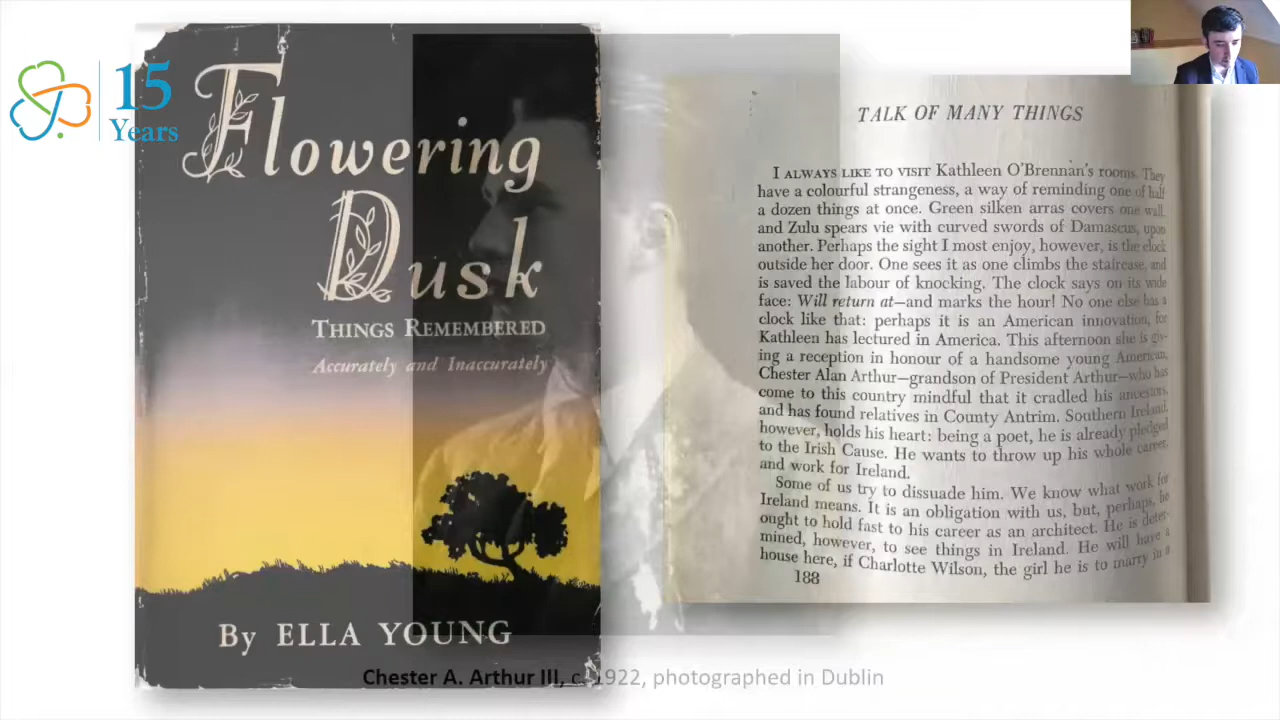 15
Years
Flowering
Dusk
THINGS REMEMBERED
Accurately and Inaccurately
By ELLA YOUNG
TALK OF MANY THINGS
I ALWAYS LIKE TO VISIT Kathleen O'Brennan's rooms. They
have a colourful strangeness, a way of reminding one of half
a dozen things at once. Green silken arras covers one wall,
and Zulu spears vie with curved swords of Damascus, upon
another. Perhaps the sight I most enjoy, however, is the clock
outside her door. One sees it as one climbs the staircase, and
is saved the labour of knocking. The clock says on its wide
face: Will return at—and marks the hour! No one else has a
clock like that: perhaps it is an American innovation, for
Kathleen has lectured in America. This afternoon she is giv-
ing a reception in honour of a handsome young American,
Chester Alan Arthur—grandson of President Arthur—who has
come to this country mindful that it cradled his ancestors,
and has found relatives in County Antrim. Southern Ireland,
however, holds his heart: being a poet, he is already pledged
to the Irish Cause. He wants to throw up his whole career,
and work for Ireland.
Some of us try to dissuade him. We know what work for
Ireland means. It is an obligation with us, but, perhaps, he
ought to hold fast to his career as an architect. He is deter-
mined, however, to see things in Ireland. He will have a
house here, if Charlotte Wilson, the girl he is to marry in a
188
Chester A. Arthur III, c. 1922, photographed in Dublin